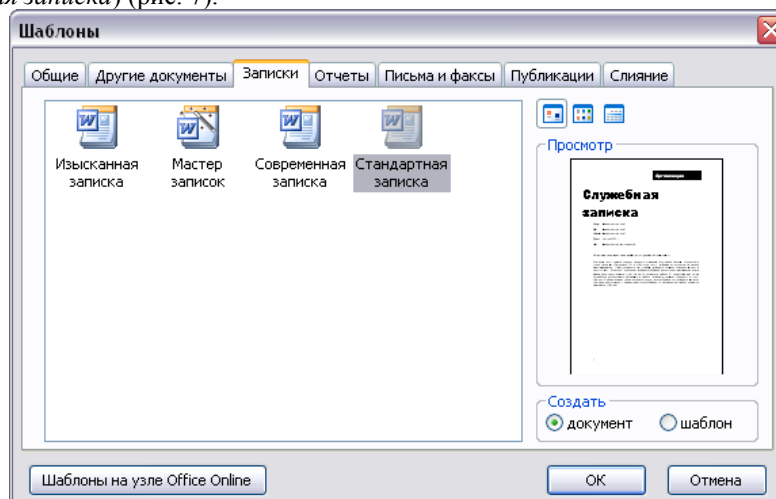 я записка) (рис. 7).
Шаблоны
Общие Другие документы Записки Отчеты Письма и факсы Публикации Слияние
Изысканная записка
Мастер записок
Современная записка
Стандартная записка
Просмотр
Служебная
записка
Создать
документ шаблон
Шаблоны на узле Office Online ОК Отмена